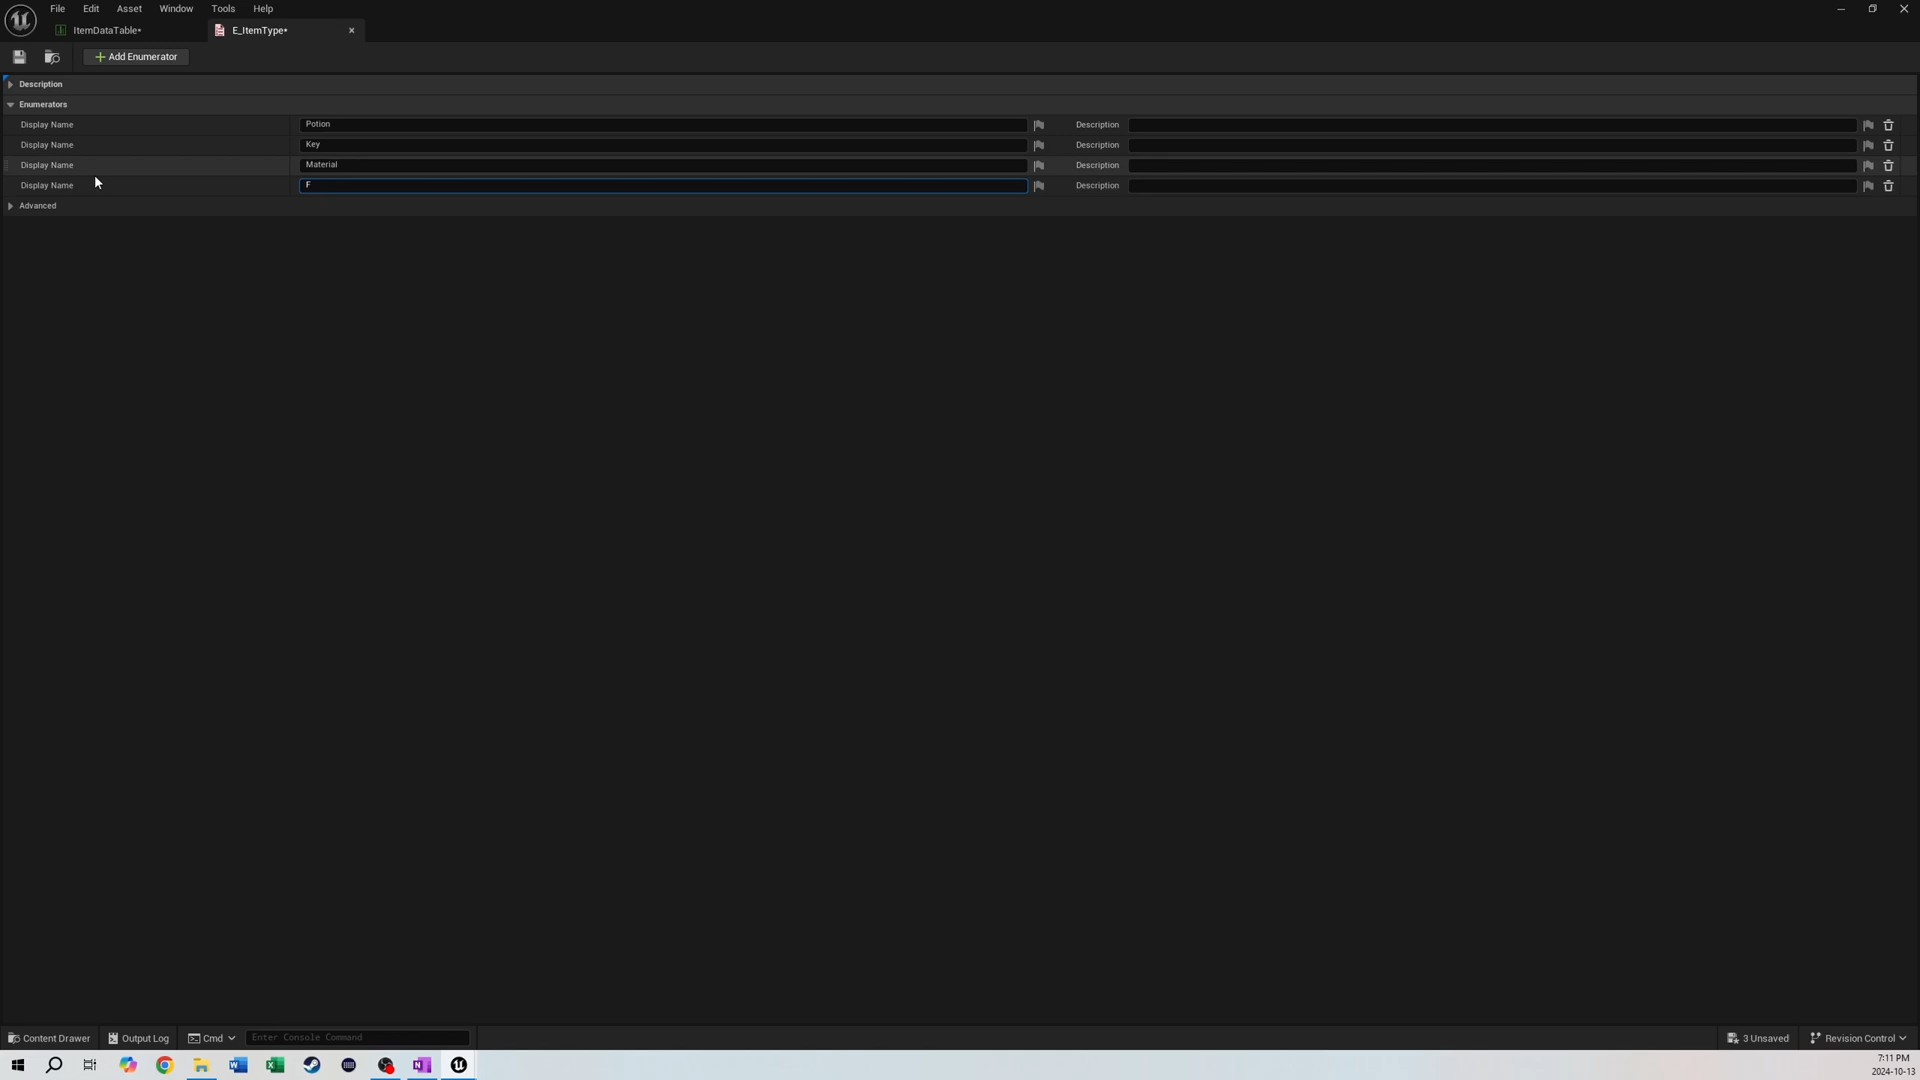 File Edit Asset Window Tools Help
ItemDataTable* E_ItemType*
Add Enumerator
Description
Enumerators
Display Name Potion Description
Display Name Key Description
Display Name Material Description
Display Name F Description
Advanced
Content Drawer Output Log Cmd Enter Console Command 3 Unsaved Revision Control
7:11 PM
2024-10-13